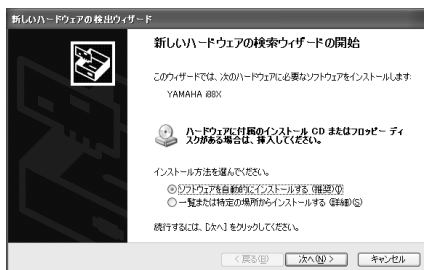 新しいハードウェアの検出ウィザード
新しいハードウェアの検索ウィザードの開始
このウィザードでは、次のハードウェアに必要なソフトウェアをインストールします:
YAMAHA i88X
ハードウェアに付属のインストール CD またはフロッピー ディ
スクがある場合は、挿入してください。
インストール方法を選んでください。
ソフトウェアを自動的にインストールする (推奨)(I)
一覧または特定の場所からインストールする (詳細)(S)
続行するには、[次へ] をクリックしてください。
< 戻る(B) 次へ(N) > キャンセル